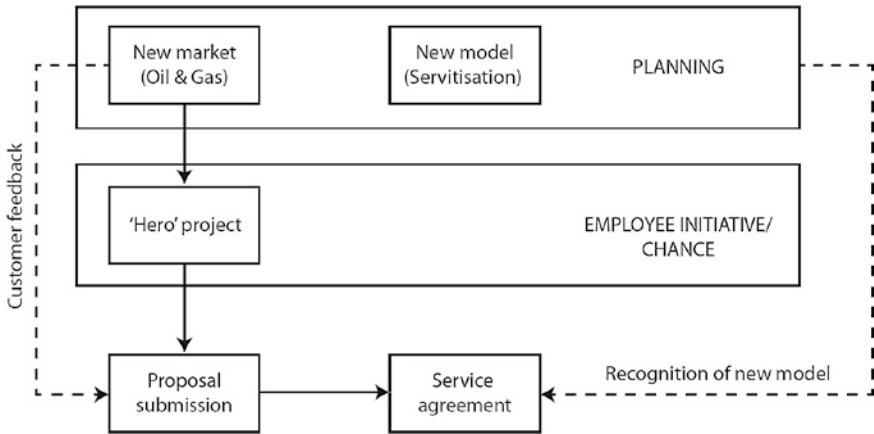 New market
(Oil & Gas)
New model
(Servitisation)
PLANNING
Customer feedback
'Hero' project
EMPLOYEE INITIATIVE/
CHANCE
Proposal
submission
Service
agreement
Recognition of new model